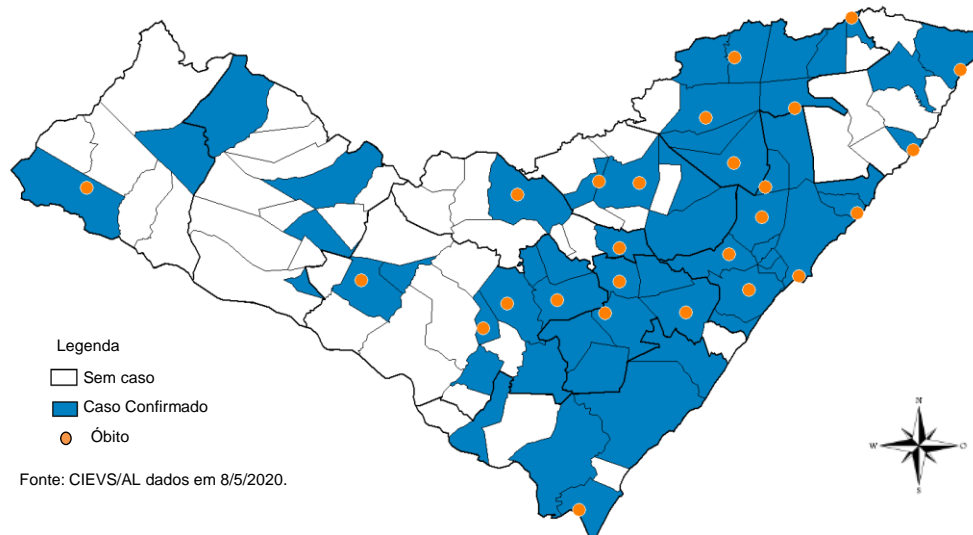 Legenda
Sem caso
Caso Confirmado
Óbito
Fonte: CIEVS/AL dados em 8/5/2020.
N
W O
S